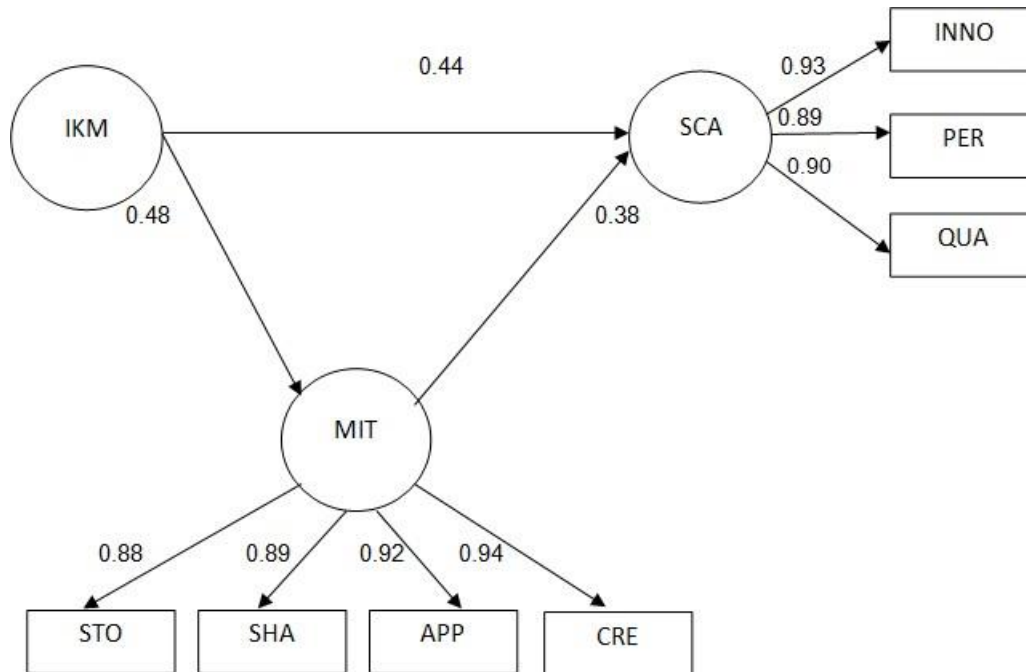 INNO
0.44
0.93
IKM
SCA
0.89
PER
0.90
0.48
0.38
QUA
MIT
0.88
0.89
0.92
0.94
STO
SHA
APP
CRE